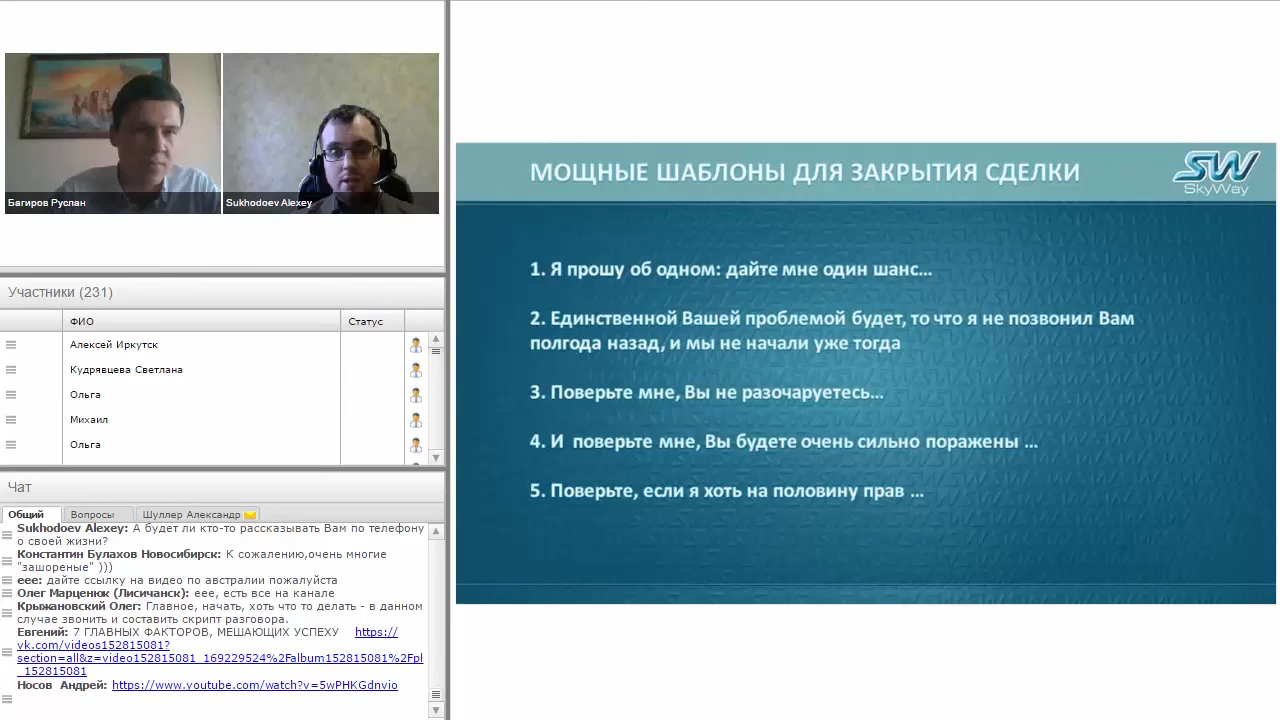 Багиров Руслан
Sukhodoev Alexey
Участники (231)
ФИО
Статус
Алексей Иркутск
Кудрявцева Светлана
Ольга
Михаил
Ольга
Чат
Общий
Вопросы
Шуллер Александр
Sukhodoev Alexey: А будет ли кто-то рассказывать Вам по телефону
о своей жизни?
Константин Булахов Новосибирск: К сожалению,очень многие
"зашореные" )))
еее: дайте ссылку на видео по австралии пожалуйста
Олег Марценюк (Лисичанск): еее, есть все на канале
Крыжановский Олег: Главное, начать, хоть что то делать - в данном
случае звонить и составить скрипт разговора.
Евгений: 7 ГЛАВНЫХ ФАКТОРОВ, МЕШАЮЩИХ УСПЕХУ https://
vk.com/videos152815081?
section=all&z=video152815081_169229524%2Falbum152815081%2Fpl
_152815081
Носов Андрей: https://www.youtube.com/watch?v=5wPHKGdnvio
МОЩНЫЕ ШАБЛОНЫ ДЛЯ ЗАКРЫТИЯ СДЕЛКИ
SW
SkyWay
1. Я прошу об одном: дайте мне один шанс...
2. Единственной Вашей проблемой будет, то что я не позвонил Вам
полгода назад, и мы не начали уже тогда
3. Поверьте мне, Вы не разочаруетесь...
4. И поверьте мне, Вы будете очень сильно поражены ...
5. Поверьте, если я хоть на половину прав ...